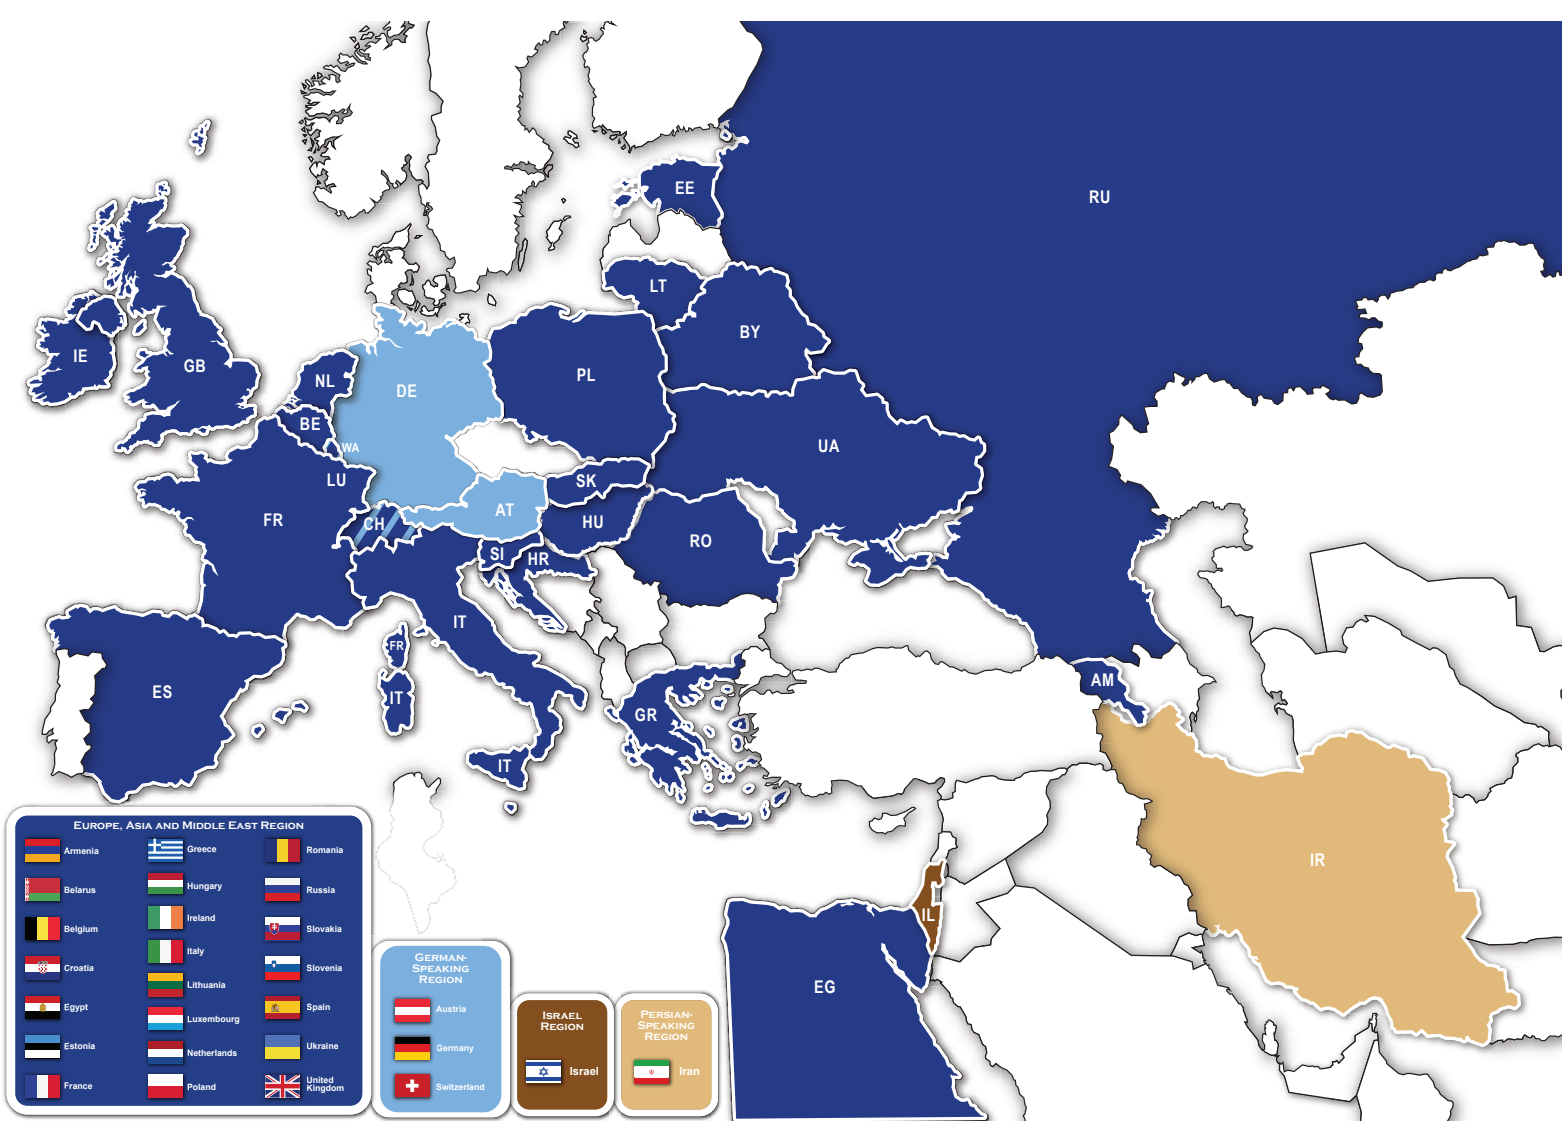 RU
EE
LT
BY
IE
GB
NL
DE
PL
BE
WA
UA
LU
SK
FR
CH
AT
HU
RO
SI
HR
IT
FR
ES
IT
AM
GR
IT
IR
IL
EG
EUROPE, ASIA AND MIDDLE EAST REGION
Armenia
Belarus
Belgium
Croatia
Egypt
Estonia
France
Greece
Hungary
Ireland
Italy
Lithuania
Luxembourg
Netherlands
Poland
Romania
Russia
Slovakia
Slovenia
Spain
Ukraine
United
Kingdom
GERMAN-
SPEAKING
REGION
Austria
Germany
Switzerland
ISRAEL
REGION
Israel
PERSIAN-
SPEAKING
REGION
Iran